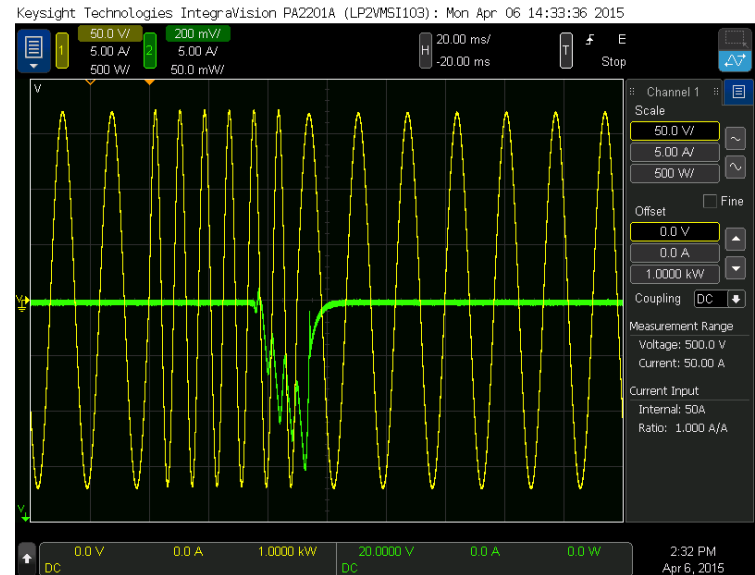 Keysight Technologies IntegraVision PA2201A (LP2VMSI103): Mon Apr 06 14:33:36 2015
1 50.0 V/ 2 200 mV/ H 20.00 ms/ T E
5.00 A/ 5.00 A/ -20.00 ms Stop
500 W/ 50.0 mW/
V
Channel 1
Scale
50.0 V/
5.00 A/
500 W/
Fine
Offset
0.0 V
0.0 A
1.0000 kW
Coupling DC
Measurement Range
Voltage: 500.0 V
Current: 50.00 A
Current Input
Internal: 50A
Ratio: 1.000 A/A
V
V
0.0 V 0.0 A 1.0000 kW 20.0000 V 0.0 A 0.0 W 2:32 PM
DC DC Apr 6, 2015